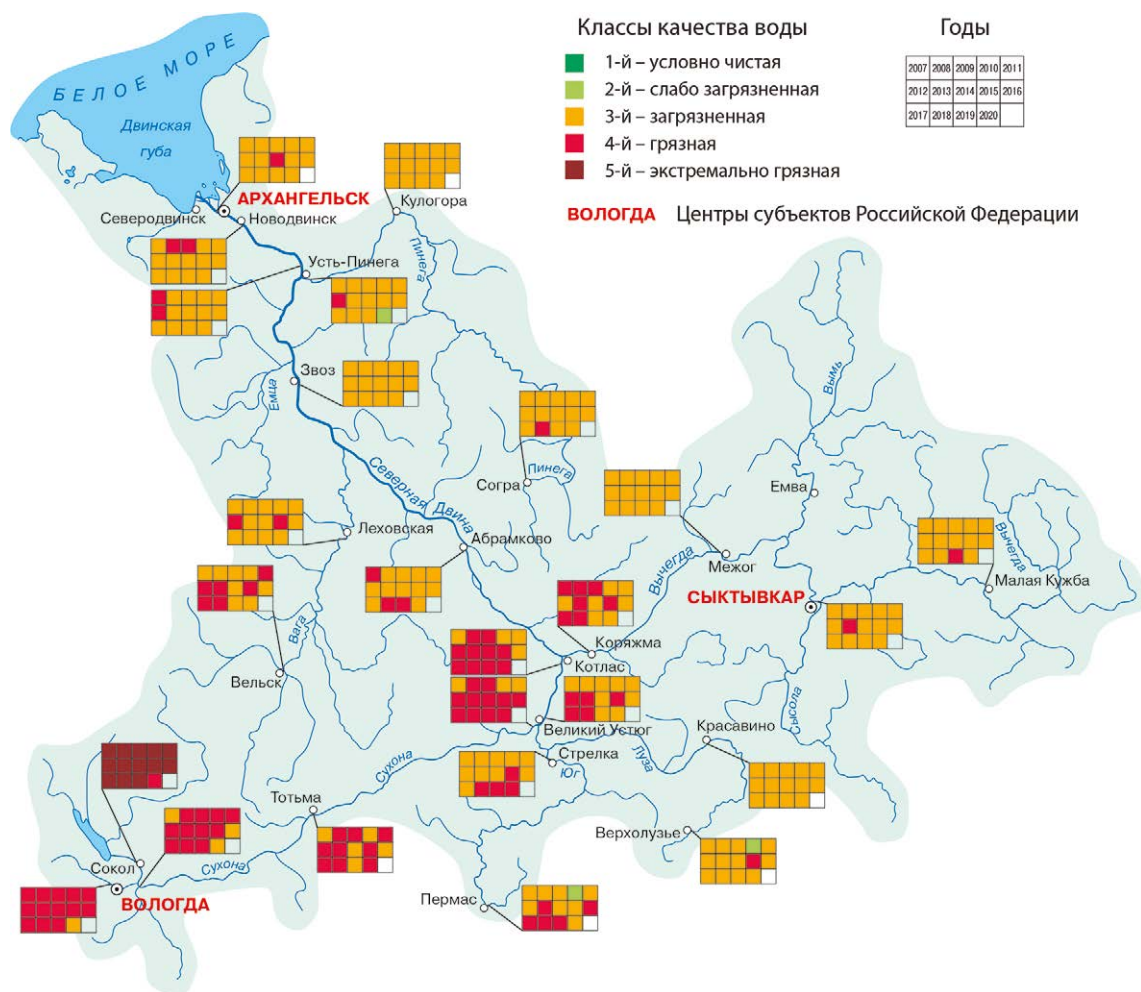 Классы качества воды
1-й – условно чистая
2-й – слабо загрязненная
3-й – загрязненная
4-й – грязная
5-й – экстремально грязная
ВОЛОГДА Центры субъектов Российской Федерации
Годы
2007 2008 2009 2010 2011
2012 2013 2014 2015 2016
2017 2018 2019 2020
БЕЛОЕ МОРЕ
Двинская
губа
АРХАНГЕЛЬСК
Северодвинск
Новодвинск
Кулогора
Усть-Пинега
Пинега
Звоз
Емца
Северная Двина
Согра
Пинега
Вымь
Емва
Леховская
Абрамково
Межог
Вычегда
Вычегда
Малая Кужба
СЫКТЫВКАР
Вага
Коряжма
Котлас
Вельск
Великий Устюг
Красавино
Сысола
Сухона
Стрелка
Юг
Луза
Тотьма
Верхолузье
Сокол
Сухона
ВОЛОГДА
Пермас